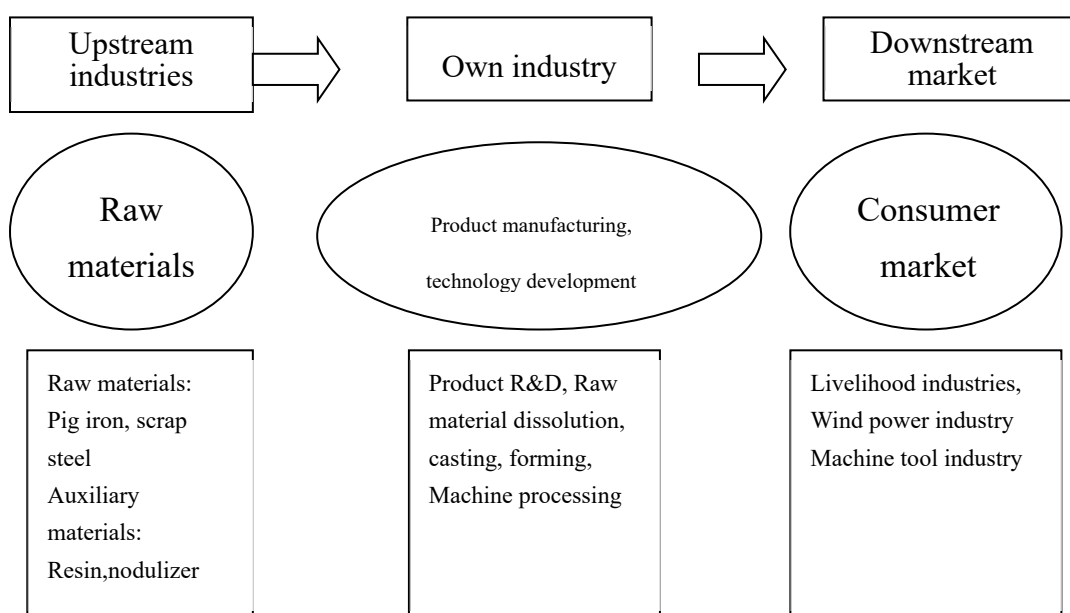 Upstream
industries
Own industry
Downstream
market
Raw
materials
Product manufacturing,
technology development
Consumer
market
Raw materials:
Pig iron, scrap
steel
Auxiliary
materials:
Resin,nodulizer
Product R&D, Raw
material dissolution,
casting, forming,
Machine processing
Livelihood industries,
Wind power industry
Machine tool industry